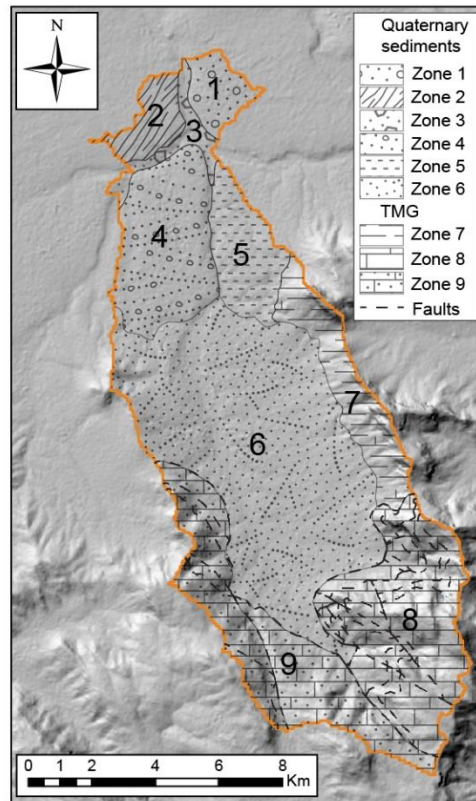 N
Quaternary
sediments
Zone 1
Zone 2
Zone 3
Zone 4
Zone 5
Zone 6
TMG
Zone 7
Zone 8
Zone 9
Faults
1
2
3
4
5
6
7
8
9
0 1 2 4 6 8
Km